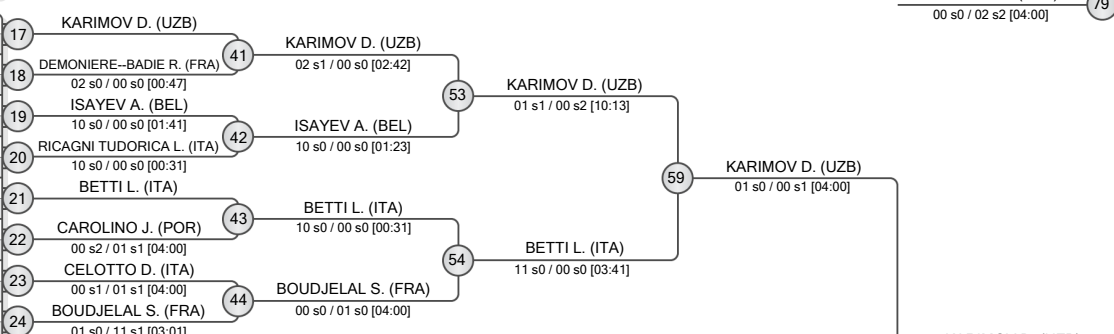 79
00 s0 / 02 s2 [04:00]
17
KARIMOV D. (UZB)
41
KARIMOV D. (UZB)
02 s1 / 00 s0 [02:42]
18
DEMONIERE--BADIE R. (FRA)
02 s0 / 00 s0 [00:47]
53
KARIMOV D. (UZB)
01 s1 / 00 s2 [10:13]
19
ISAYEV A. (BEL)
10 s0 / 00 s0 [01:41]
42
ISAYEV A. (BEL)
10 s0 / 00 s0 [01:23]
20
RICAGNI TUDORICA L. (ITA)
10 s0 / 00 s0 [00:31]
59
KARIMOV D. (UZB)
01 s0 / 00 s1 [04:00]
21
BETTI L. (ITA)
43
BETTI L. (ITA)
10 s0 / 00 s0 [00:31]
22
CAROLINO J. (POR)
00 s2 / 01 s1 [04:00]
54
BETTI L. (ITA)
11 s0 / 00 s0 [03:41]
23
CELOTTO D. (ITA)
00 s1 / 01 s1 [04:00]
44
BOUDJELAL S. (FRA)
00 s0 / 01 s0 [04:00]
24
BOUDJELAL S. (FRA)
01 s0 / 11 s1 [03:01]